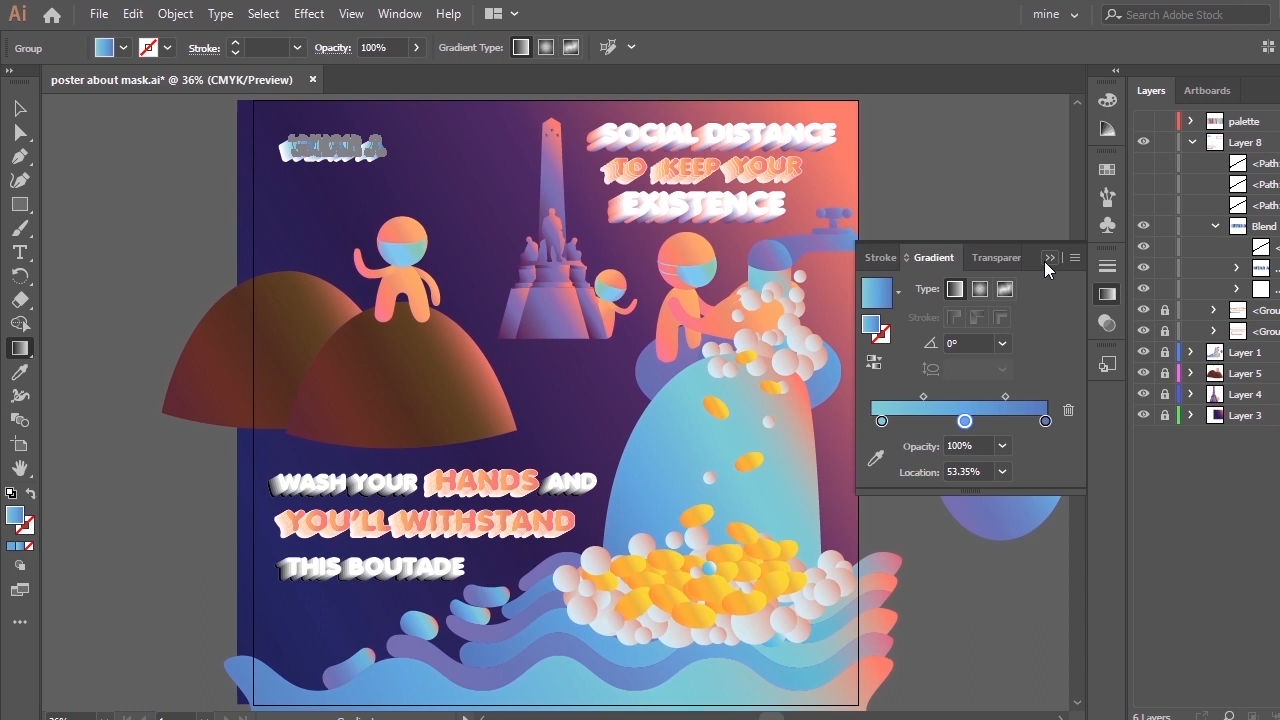 Ai File Edit Object Type Select Effect View Window Help mine Search Adobe Stock
Group Stroke: Opacity: 100% Gradient Type:
poster about mask.ai* @ 36% (CMYK/Preview) ×
SOCIAL DISTANCE
TO KEEP YOUR
EXISTENCE
WASH YOUR HANDS AND
YOU'LL WITHSTAND
THIS BOUTADE
Stroke Gradient Transparer
Type:
Stroke:
0°
Opacity: 100%
Location: 53.35%
Layers Artboards
palette
Layer 8
<Path
<Path
<Path
Blend
<Grou
<Grou
Layer 1
Layer 5
Layer 4
Layer 3
6 Layers